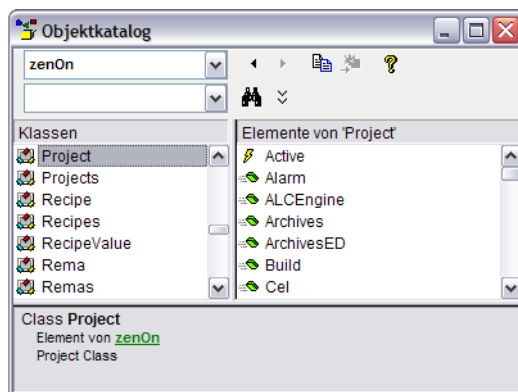 Objektkatalog
zenOn
Klassen
Project
Projects
Recipe
Recipes
RecipeValue
Rema
Remas
Elemente von 'Project'
Active
Alarm
ALCEngine
Archives
ArchivesED
Build
Cel
Class Project
Element von zenOn
Project Class